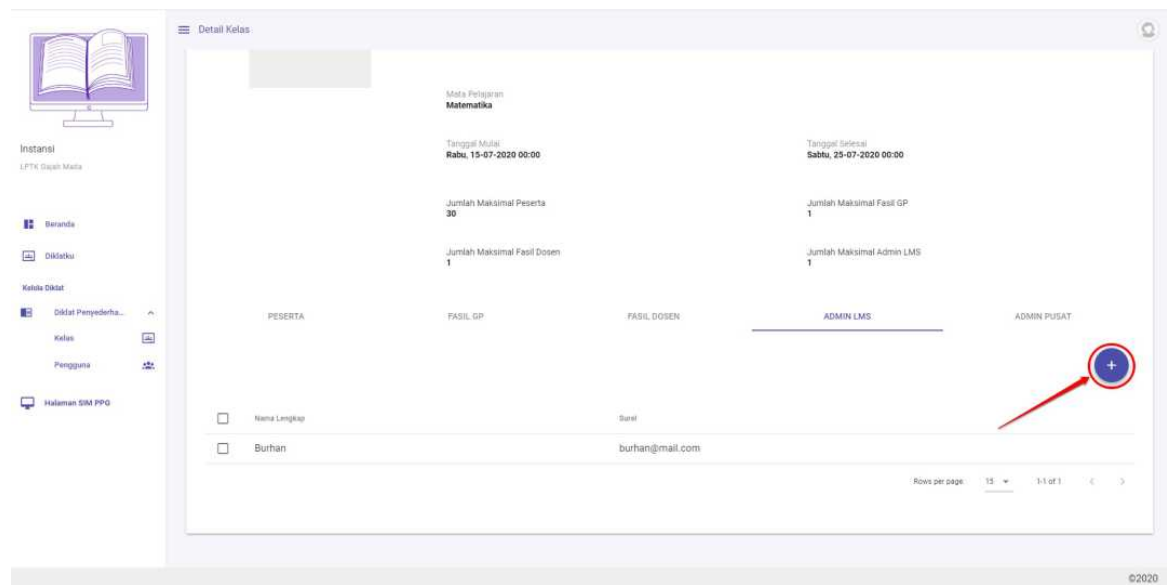 Detail Kelas
Instansi
LPTK Gajah Mada
Beranda
Diklatku
Kelola Diklat
Diklat Penyederha...
Kelas
Pengguna
Halaman SIM PPG
Mata Pelajaran
Matematika
Tanggal Mulai
Rabu, 15-07-2020 00:00
Tanggal Selesai
Sabtu, 25-07-2020 00:00
Jumlah Maksimal Peserta
30
Jumlah Maksimal Fasil GP
1
Jumlah Maksimal Fasil Dosen
1
Jumlah Maksimal Admin LMS
1
PESERTA FASIL GP FASIL DOSEN ADMIN LMS ADMIN PUSAT
+
Nama Lengkap Surel
Burhan burhan@mail.com
Rows per page: 15 1-1 of 1
©2020